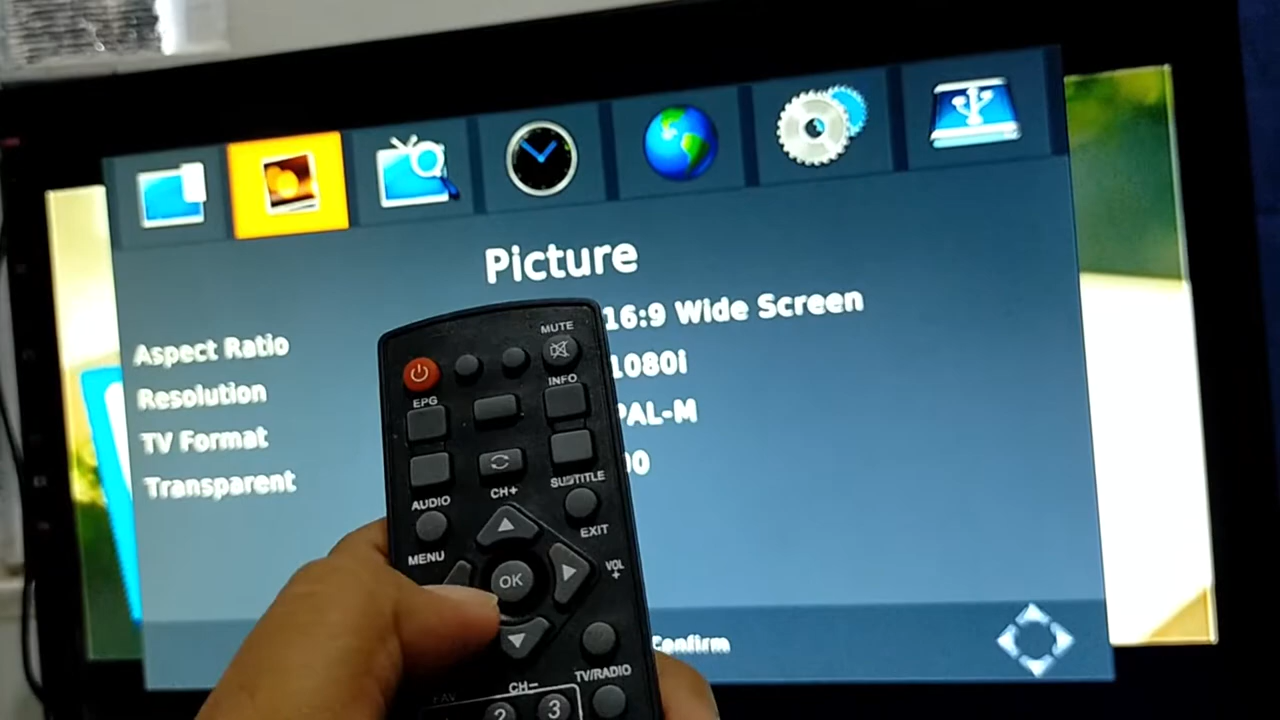 Picture
Aspect Ratio
16:9 Wide Screen
Resolution
1080i
TV Format
PAL-M
Transparent
Confirm
MUTE
EPG
INFO
AUDIO
CH+
SUBTITLE
MENU
EXIT
OK
VOL
+
TV/RADIO
FAV
CH−
2
3